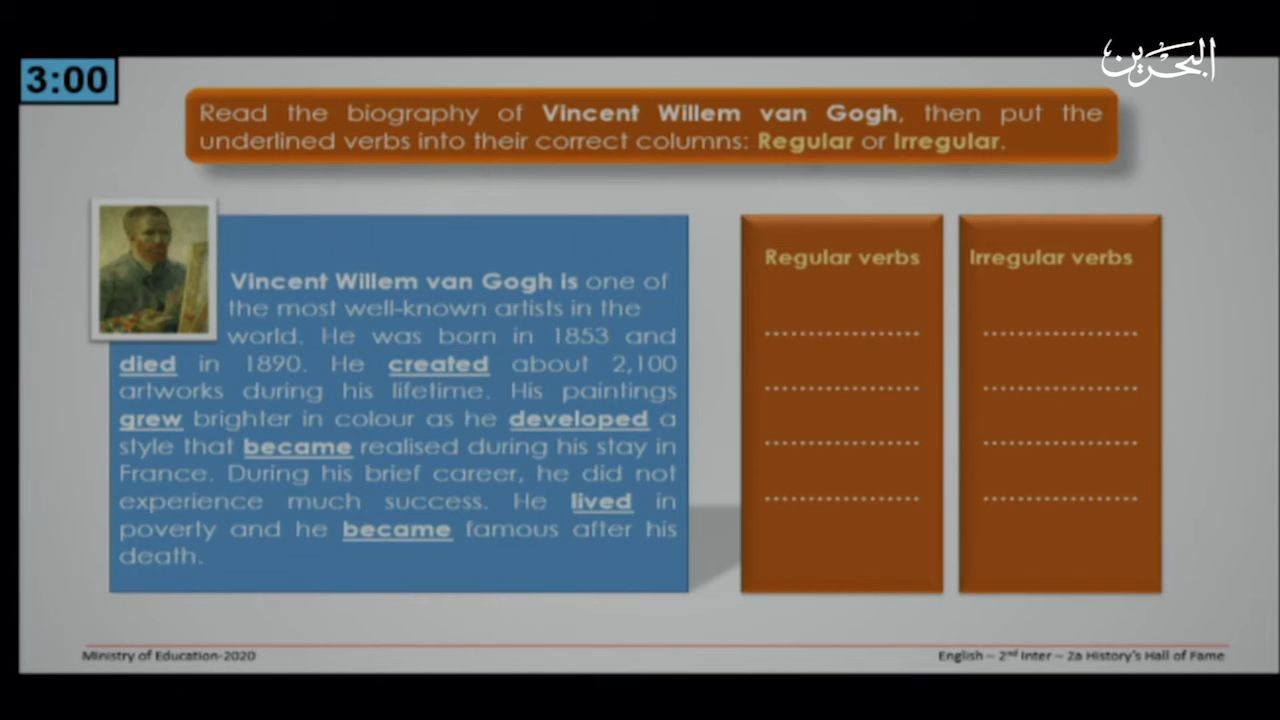 3:00
البحرين
Read the biography of Vincent Willem van Gogh, then put the
underlined verbs into their correct columns: Regular or Irregular.
Vincent Willem van Gogh is one of
the most well-known artists in the
world. He was born in 1853 and
died in 1890. He created about 2,100
artworks during his lifetime. His paintings
grew brighter in colour as he developed a
style that became realised during his stay in
France. During his brief career, he did not
experience much success. He lived in
poverty and he became famous after his
death.
Regular verbs
....................
....................
....................
....................
Irregular verbs
....................
....................
....................
....................
Ministry of Education-2020
English – 2nd Inter – 2a History's Hall of Fame